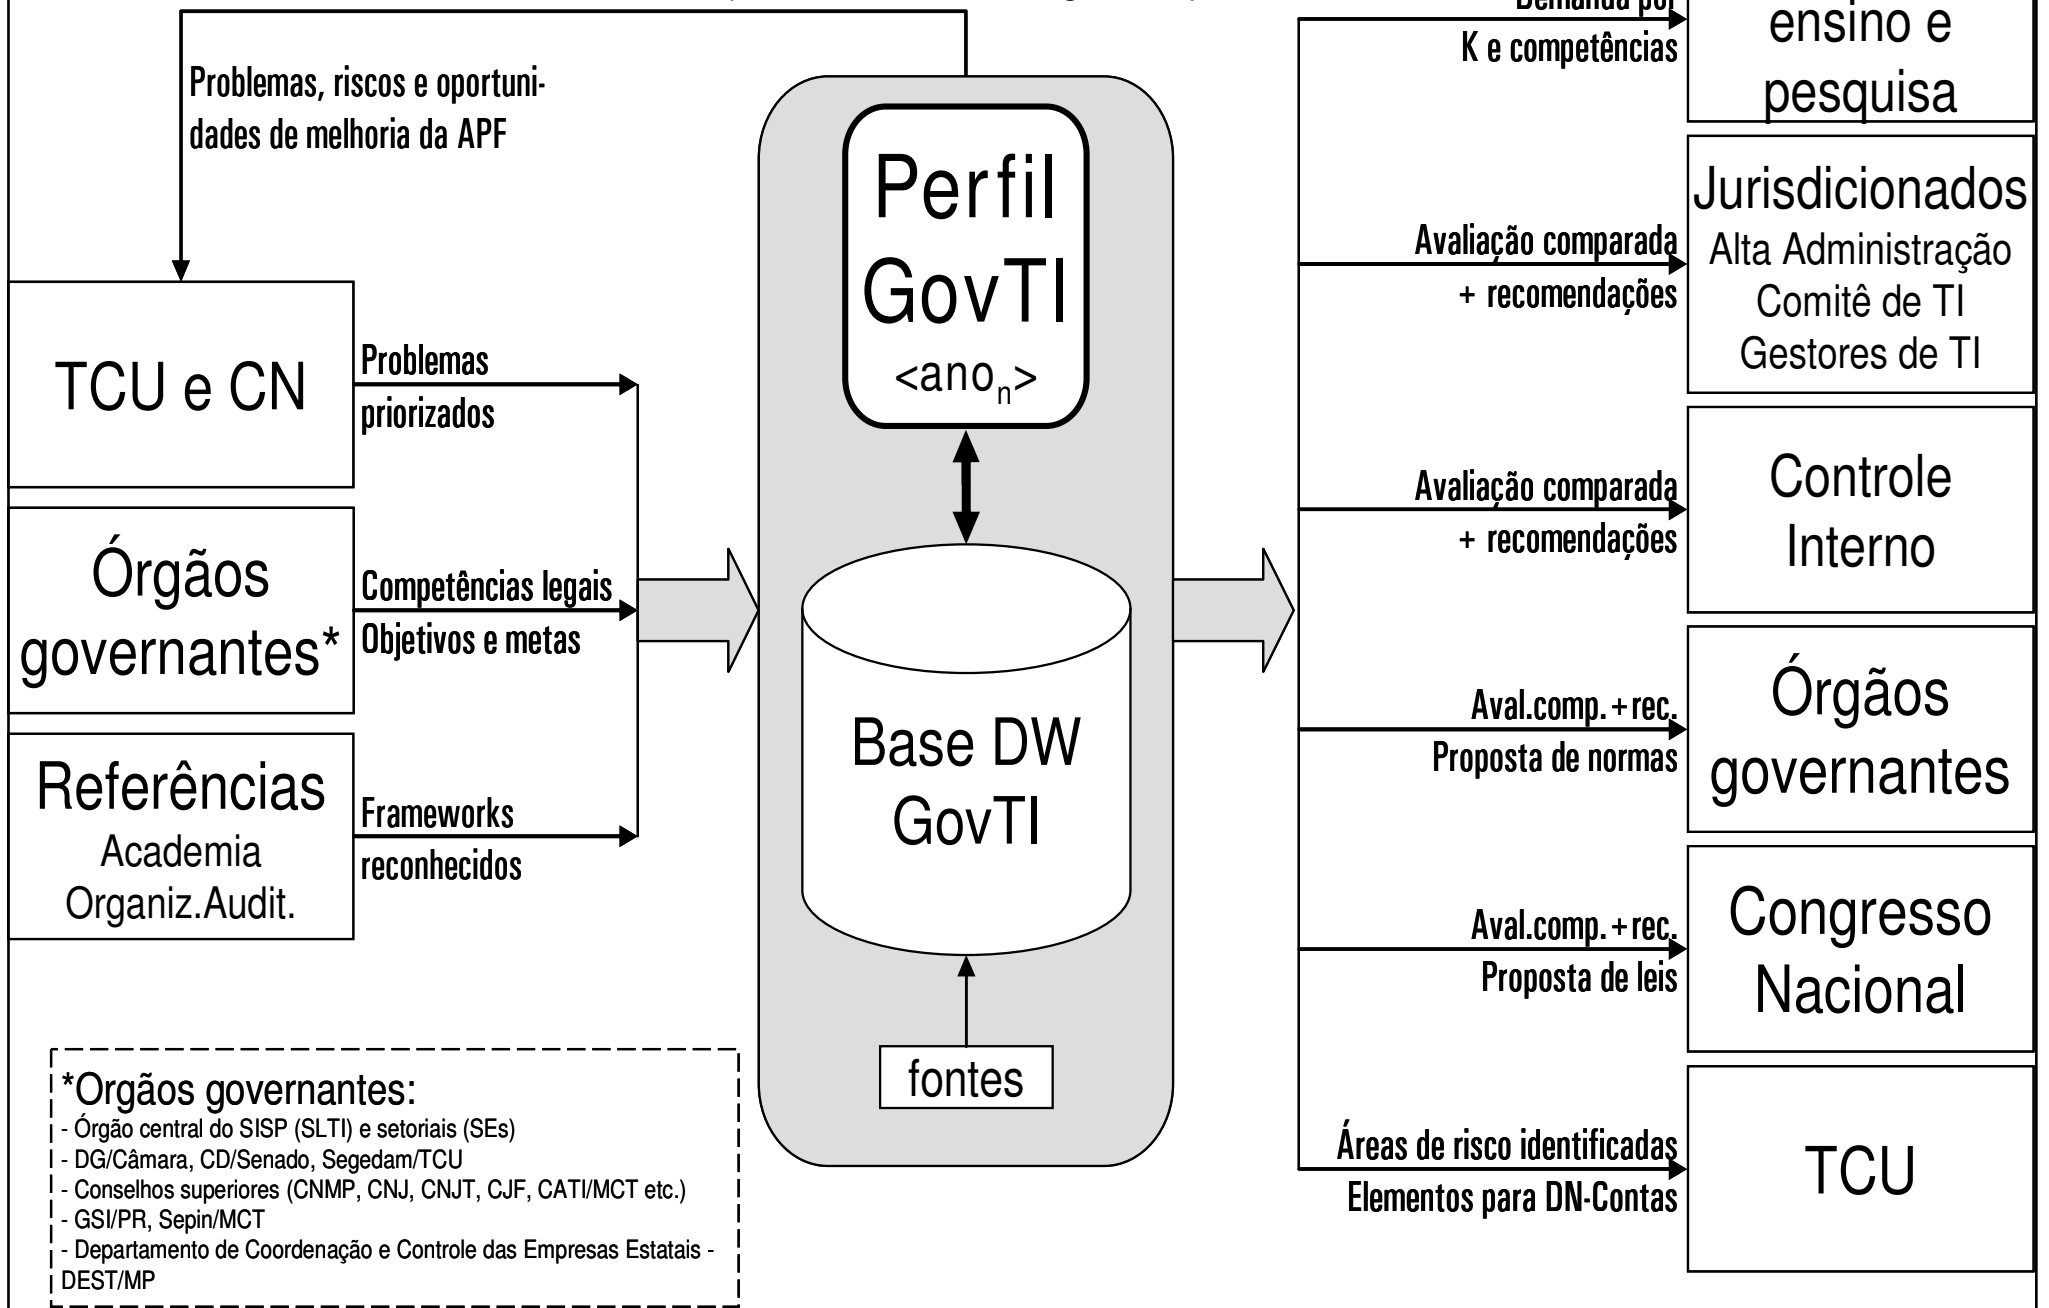 Problemas, riscos e oportuni-
dades de melhoria da APF
TCU e CN
Problemas
priorizados
Órgãos
governantes*
Competências legais
Objetivos e metas
Referências
Academia
Organiz.Audit.
Frameworks
reconhecidos
*Orgãos governantes:
- Órgão central do SISP (SLTI) e setoriais (SEs)
- DG/Câmara, CD/Senado, Segedam/TCU
- Conselhos superiores (CNMP, CNJ, CNJT, CJF, CATI/MCT etc.)
- GSI/PR, Sepin/MCT
- Departamento de Coordenação e Controle das Empresas Estatais -
DEST/MP
Perfil
GovTI
<ano_n>
Base DW
GovTI
fontes
Demanda por
K e competências
ensino e
pesquisa
Avaliação comparada
+ recomendações
Jurisdicionados
Alta Administração
Comitê de TI
Gestores de TI
Avaliação comparada
+ recomendações
Controle
Interno
Aval.comp.+rec.
Proposta de normas
Órgãos
governantes
Aval.comp.+rec.
Proposta de leis
Congresso
Nacional
Áreas de risco identificadas
Elementos para DN-Contas
TCU